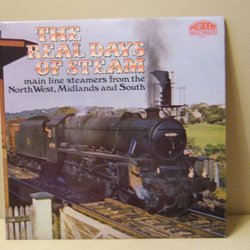 THE
REAL DAYS
OF STEAM
main line steamers from the
North West, Midlands and South